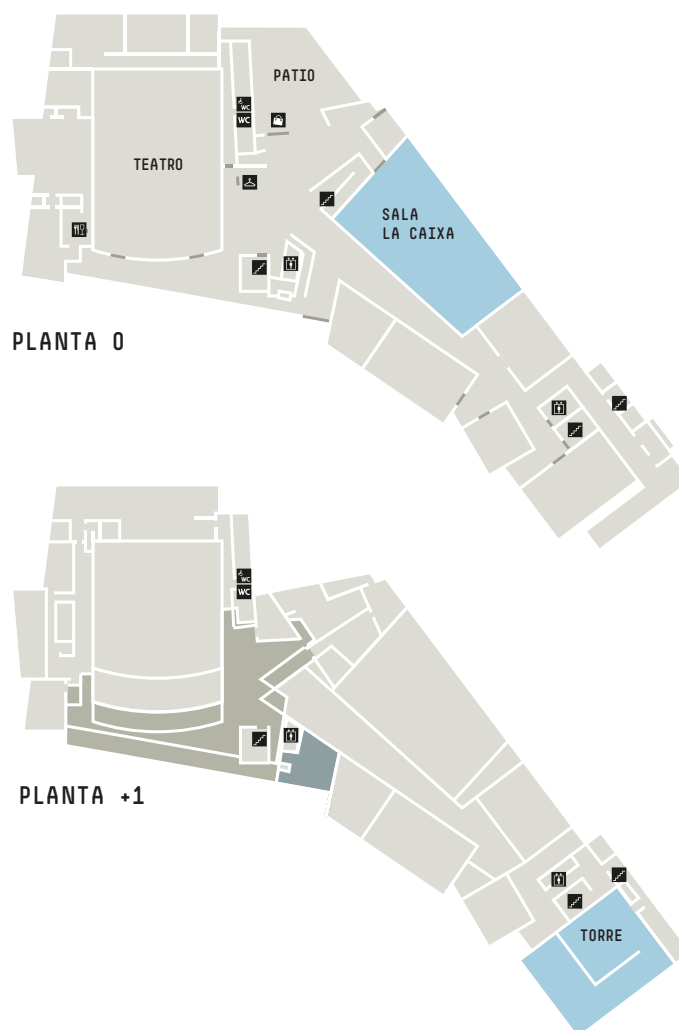 PATIO
WC
WC
TEATRO
SALA
LA CAIXA
PLANTA 0
WC
WC
PLANTA +1
TORRE